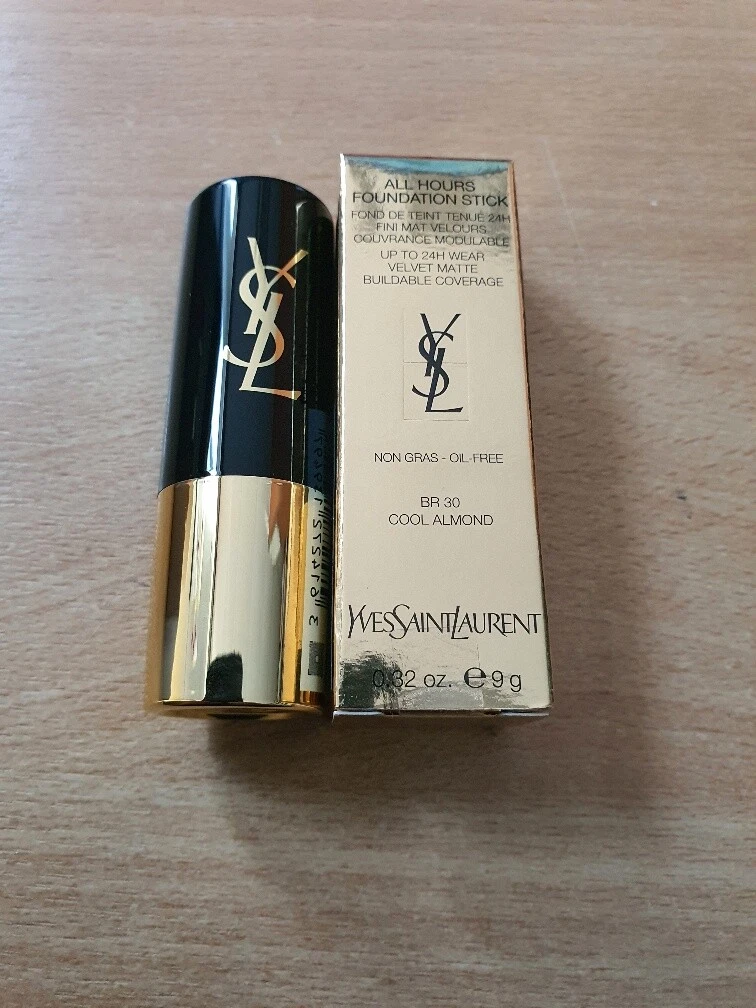 YSL
ALL HOURS
FOUNDATION STICK
FOND DE TEINT TENUE 24H
FINI MAT VELOURS
COUVRANCE MODULABLE
UP TO 24H WEAR
VELVET MATTE
BUILDABLE COVERAGE
YSL
NON GRAS - OIL-FREE
BR 30
COOL ALMOND
YVESSAINTLAURENT
0.32 oz. ℮ 9 g